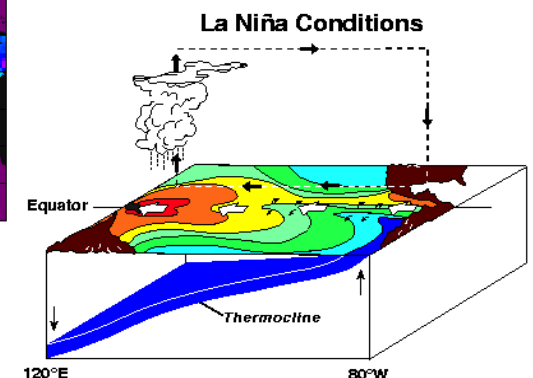 La Niña Conditions
Equator
Thermocline
120°E
80°W